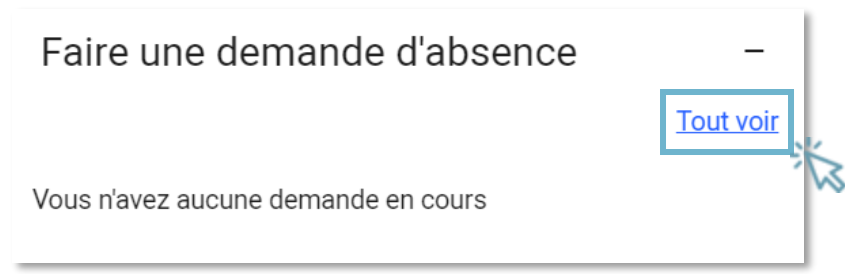 Faire une demande d'absence
Tout voir
Vous n'avez aucune demande en cours